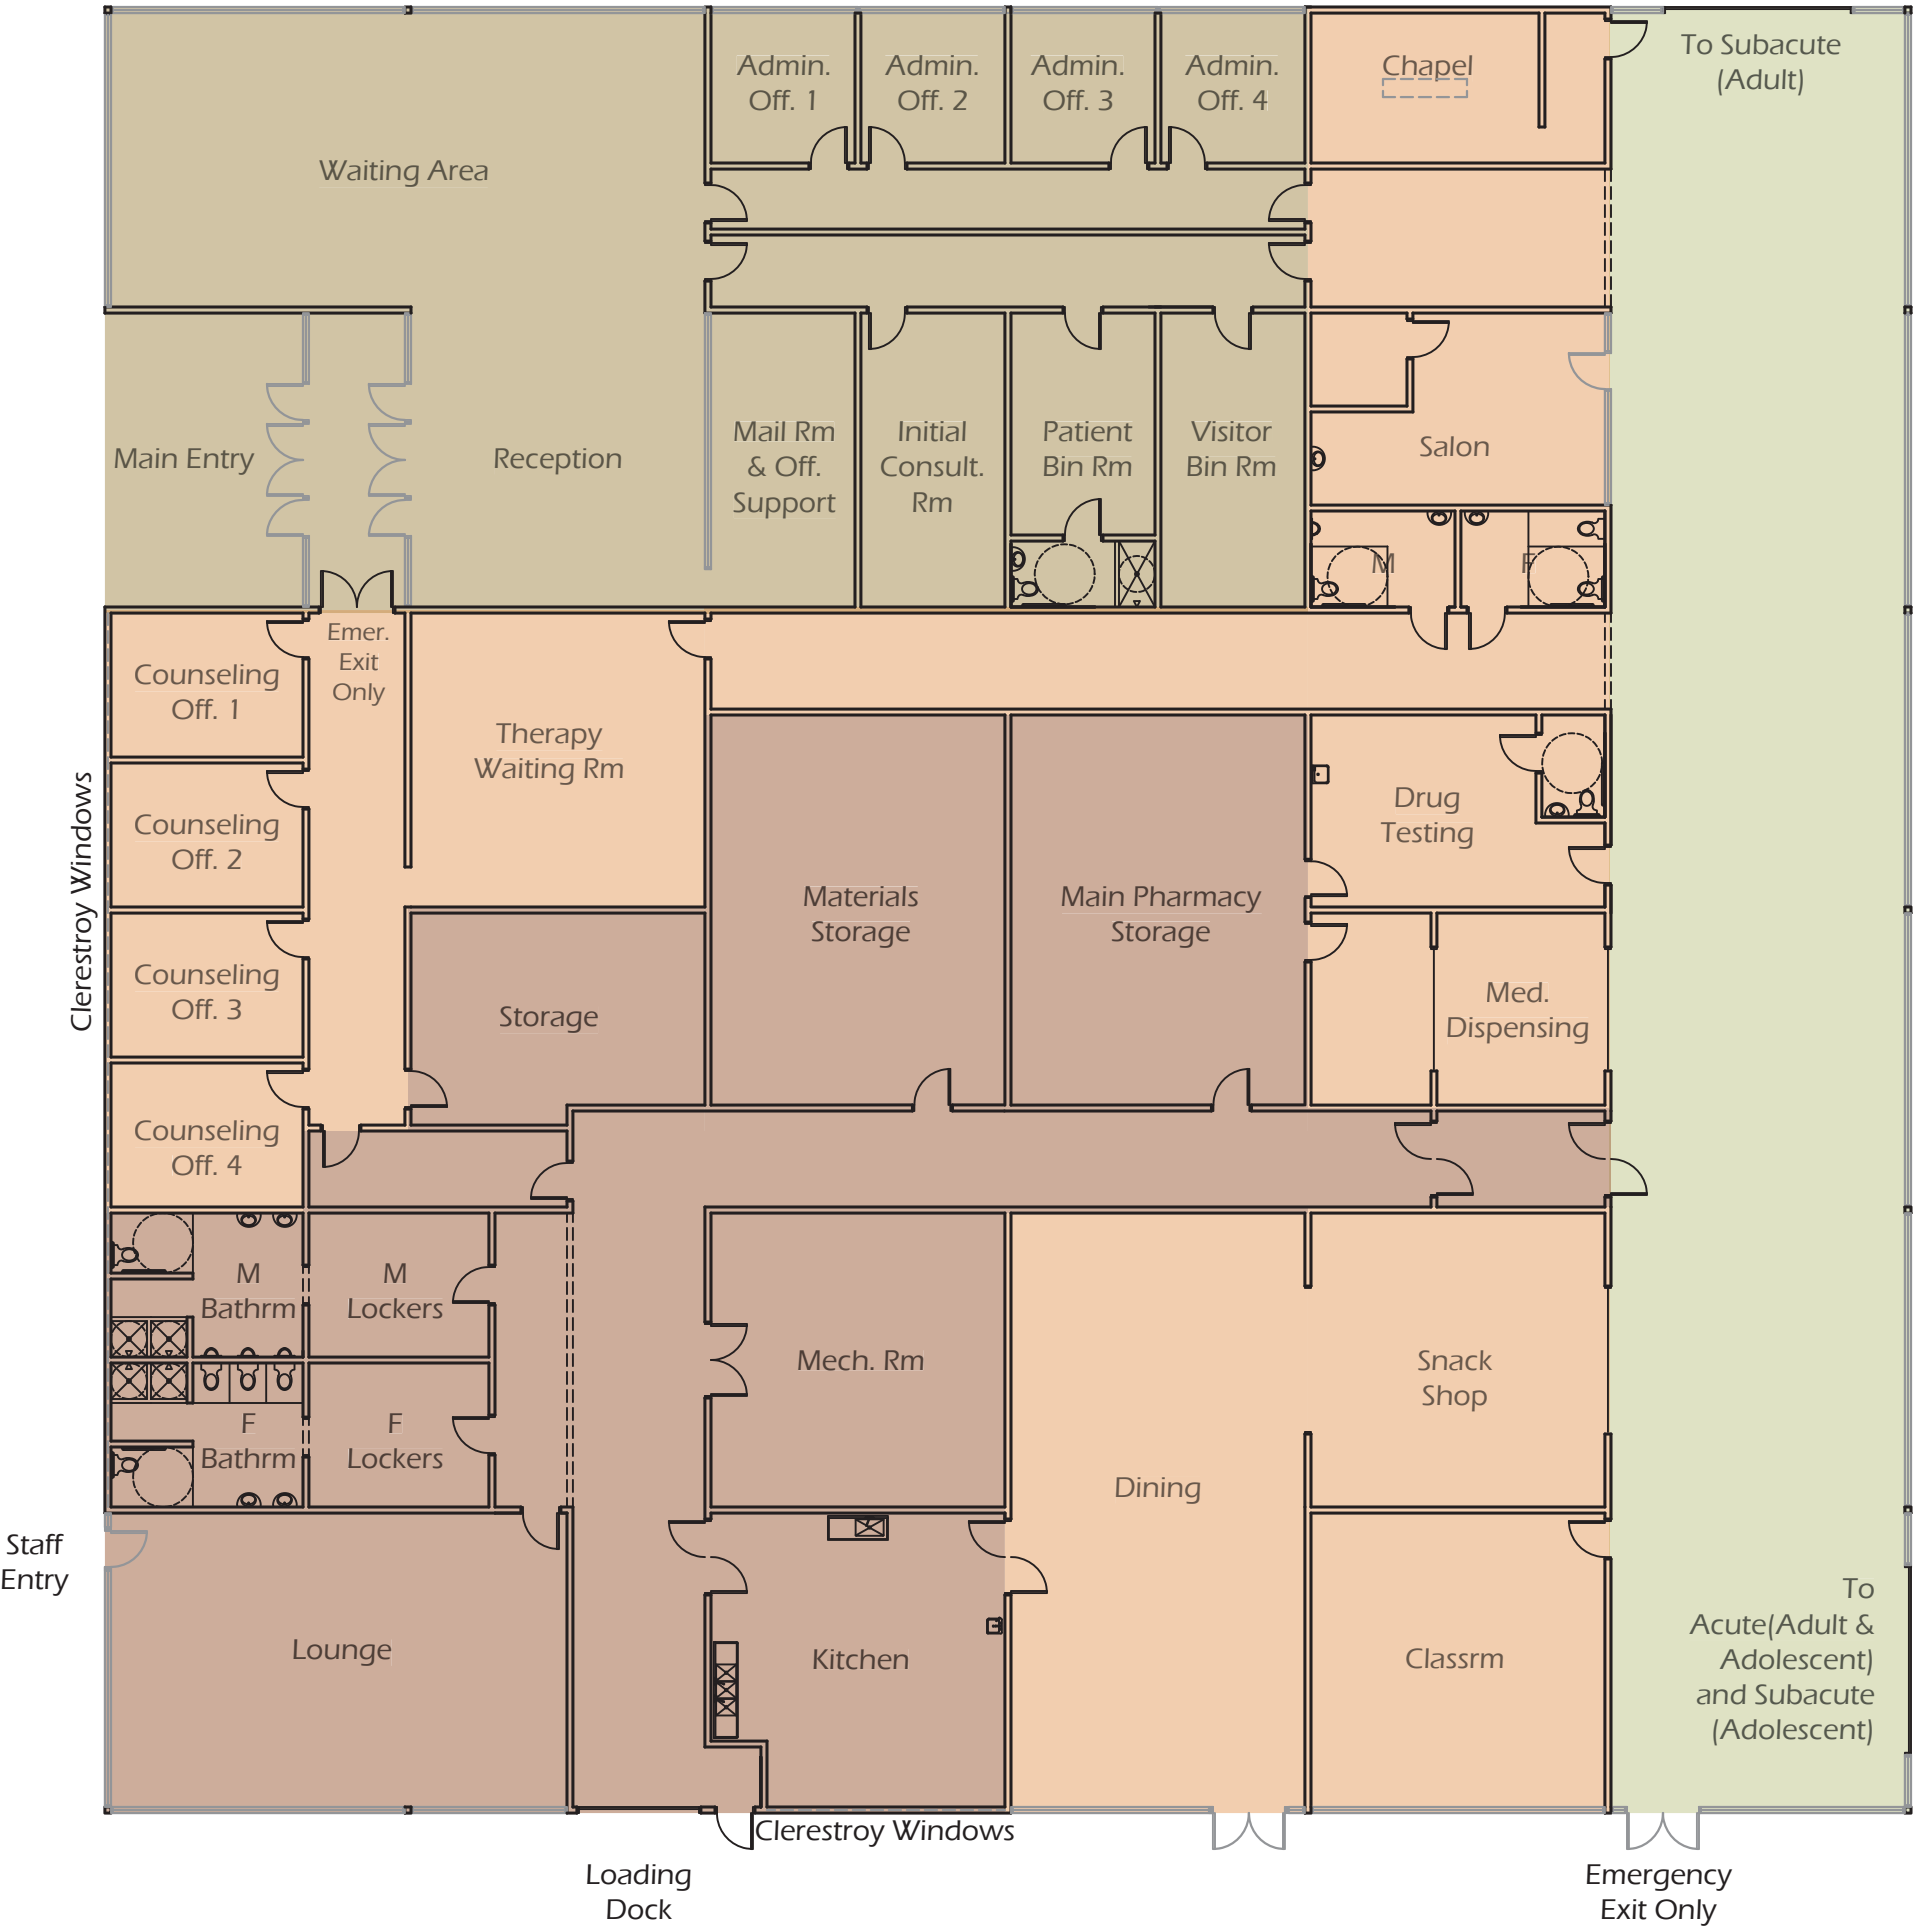 To Subacute
(Adult)
Admin.
Off. 1
Admin.
Off. 2
Admin.
Off. 3
Admin.
Off. 4
Chapel
Waiting Area
Main Entry
Reception
Mail Rm
& Off.
Support
Initial
Consult.
Rm
Patient
Bin Rm
Visitor
Bin Rm
Salon
M
F
Emer.
Exit
Only
Counseling
Off. 1
Therapy
Waiting Rm
Counseling
Off. 2
Drug
Testing
Clerestroy Windows
Materials
Storage
Main Pharmacy
Storage
Counseling
Off. 3
Storage
Med.
Dispensing
Counseling
Off. 4
M
Bathrm
M
Lockers
Mech. Rm
Snack
Shop
F
Bathrm
F
Lockers
Dining
Staff
Entry
Lounge
Kitchen
Classrm
To
Acute(Adult &
Adolescent)
and Subacute
(Adolescent)
Clerestroy Windows
Loading
Dock
Emergency
Exit Only